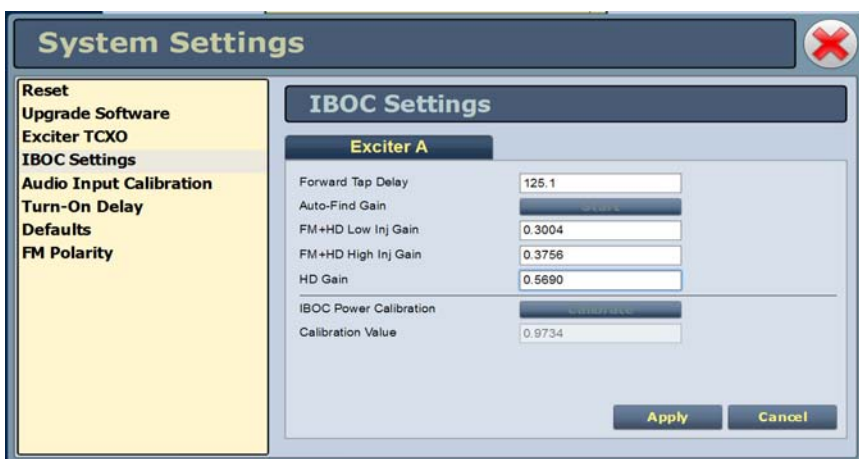 System Settings
Reset
Upgrade Software
Exciter TCXO
IBOC Settings
Audio Input Calibration
Turn-On Delay
Defaults
FM Polarity
IBOC Settings
Exciter A
Forward Tap Delay 125.1
Auto-Find Gain Start
FM+HD Low Inj Gain 0.3004
FM+HD High Inj Gain 0.3756
HD Gain 0.5690
IBOC Power Calibration Calibrate
Calibration Value 0.9734
Apply Cancel